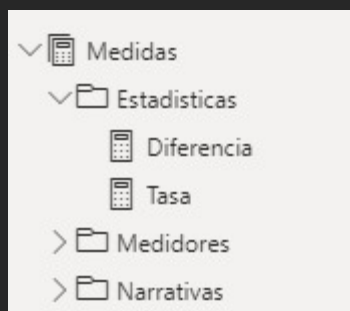 Medidas
Estadisticas
Diferencia
Tasa
Medidores
Narrativas